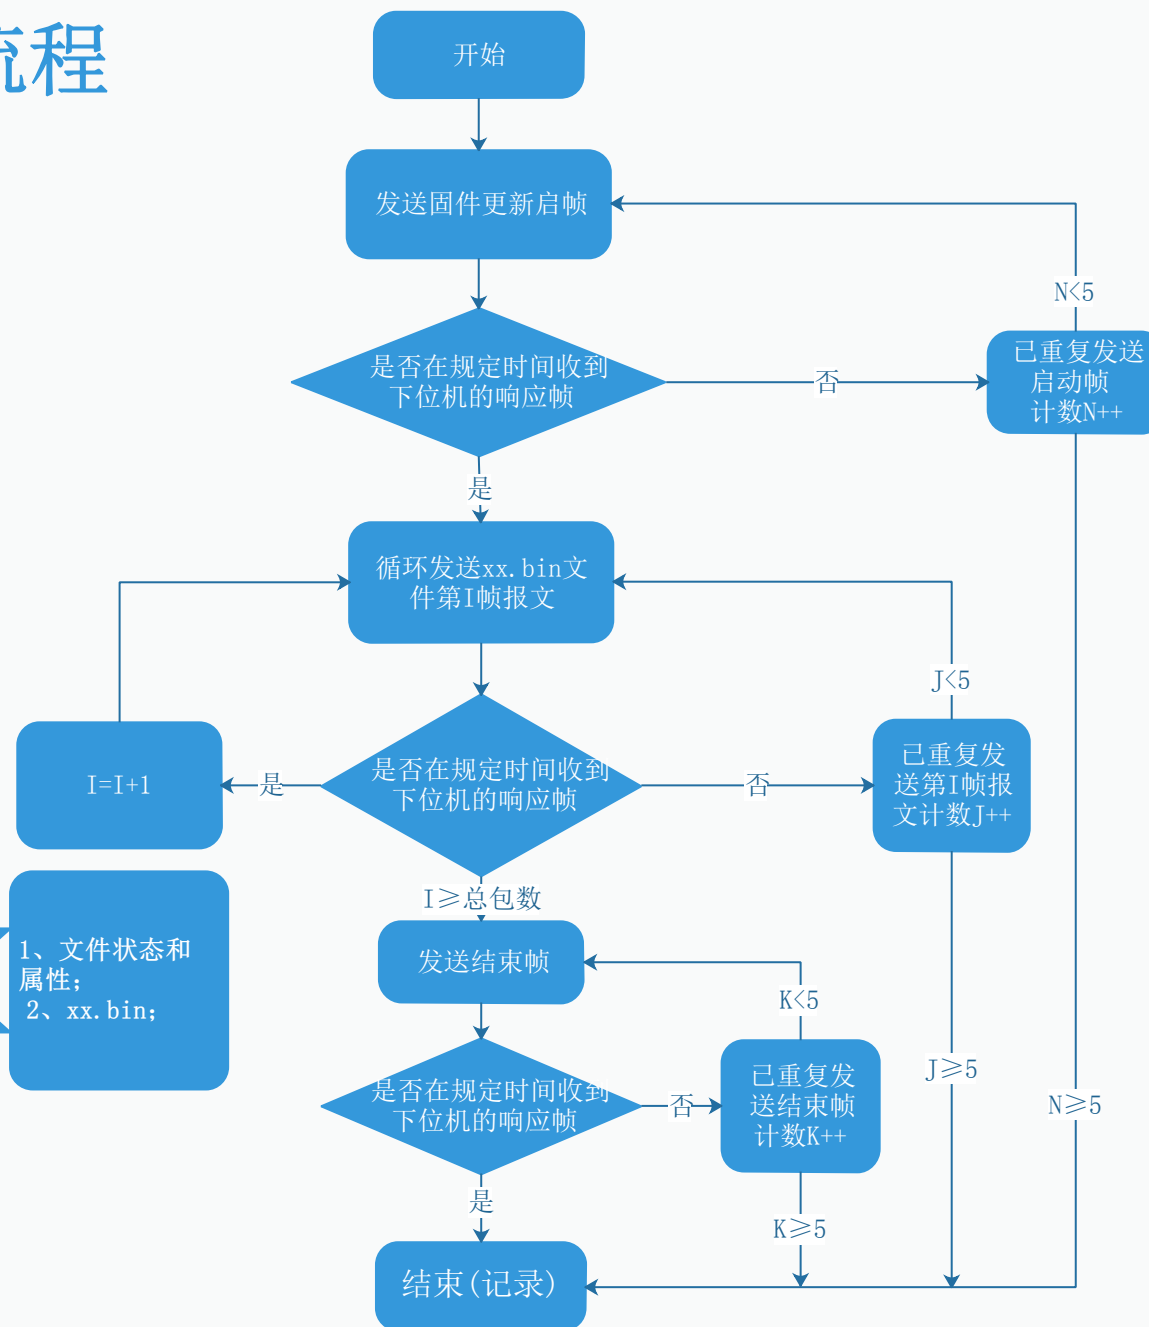 流程
开始
发送固件更新启帧
N<5
是否在规定时间收到
下位机的响应帧
否
已重复发送
启动帧
计数N++
是
循环发送xx.bin文
件第I帧报文
J<5
I=I+1
是
是否在规定时间收到
下位机的响应帧
否
已重复发
送第I帧报
文计数J++
I≥总包数
1、文件状态和
属性;
2、xx.bin;
发送结束帧
K<5
是否在规定时间收到
下位机的响应帧
否
已重复发
送结束帧
计数K++
J≥5
N≥5
是
K≥5
结束(记录)